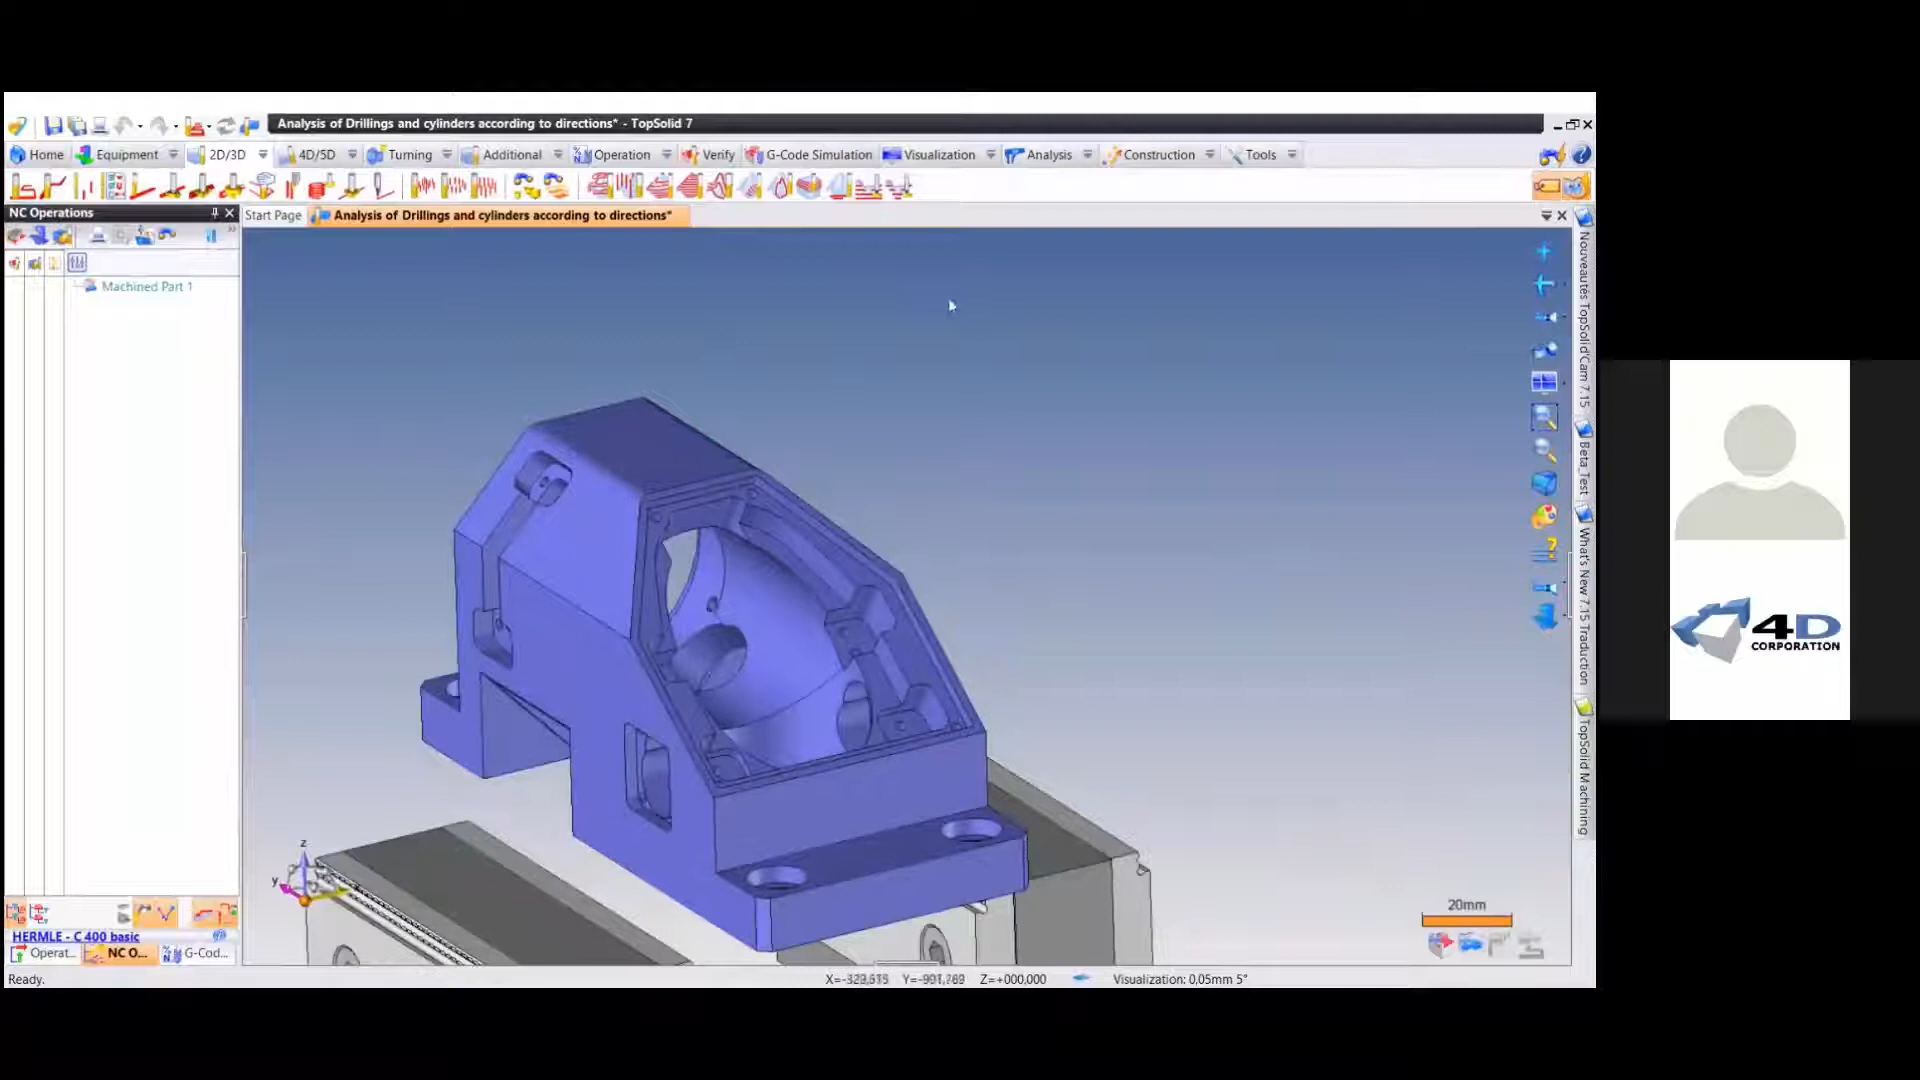 Analysis of Drillings and cylinders according to directions* - TopSolid 7
Home Equipment 2D/3D 4D/5D Turning Additional Operation Verify G-Code Simulation Visualization Analysis Construction Tools
NC Operations
Start Page
Analysis of Drillings and cylinders according to directions*
Machined Part 1
Nouveautés TopSolid'Cam 7.15
Beta_Test
What's New 7.15 Traduction
TopSolid Machining
4D
CORPORATION
z
y
20mm
HERMLE - C 400 basic
Operat... NC O... G-Cod...
Ready.
Z=+000,000
Visualization: 0,05mm 5°